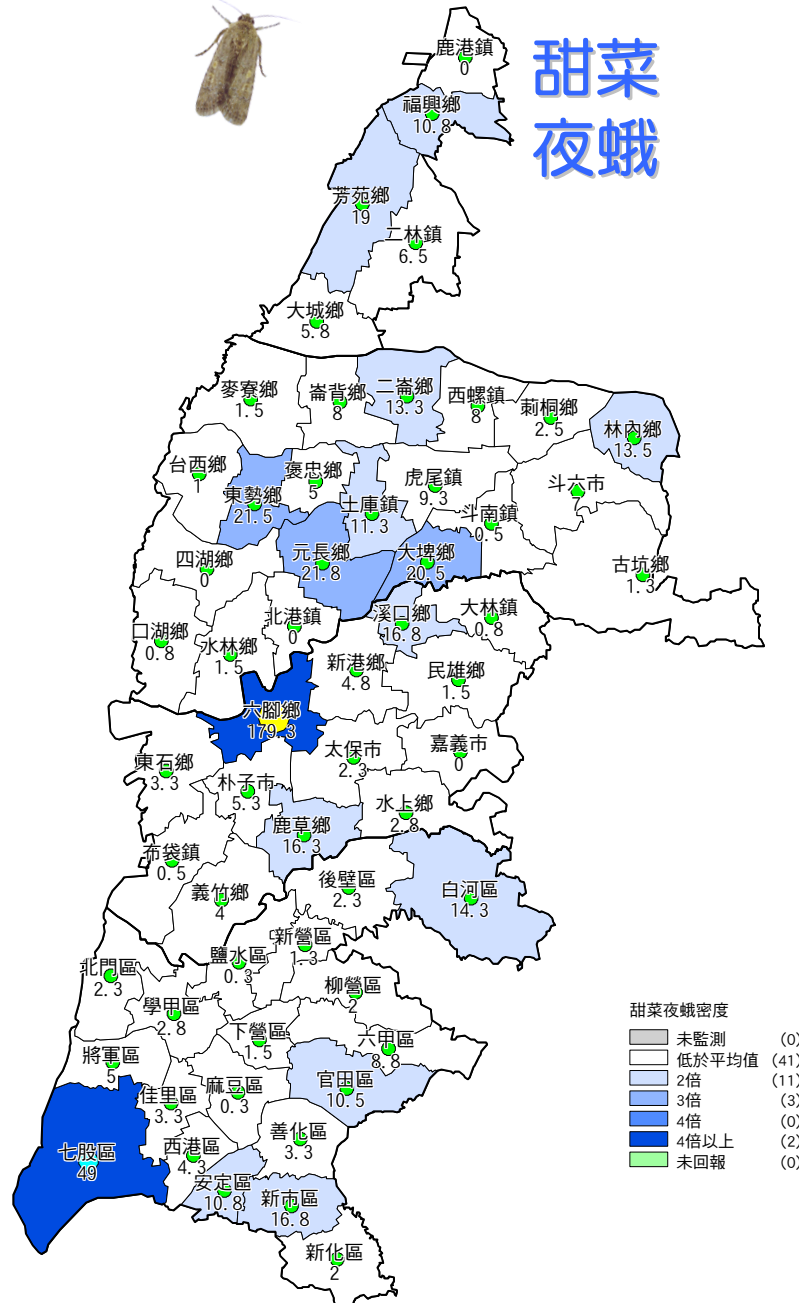 甜菜
夜蛾
鹿港鎮
0
福興鄉
10.8
芳苑鄉
19
二林鎮
6.5
大城鄉
5.8
麥寮鄉
1.5
崙背鄉
8
二崙鄉
13.3
西螺鎮
8
莿桐鄉
2.5
林內鄉
13.5
台西鄉
1
東勢鄉
21.5
褒忠鄉
5
土庫鎮
11.3
虎尾鎮
9.3
斗南鎮
0.5
斗六市
7
古坑鄉
1.3
四湖鄉
0
元長鄉
21.8
大埤鄉
20.5
口湖鄉
0.8
水林鄉
1.5
北港鎮
0
溪口鄉
16.8
大林鎮
0.8
新港鄉
4.8
民雄鄉
1.5
六腳鄉
179.3
太保市
2.3
嘉義市
0
東石鄉
3.3
朴子市
5.3
鹿草鄉
16.3
水上鄉
2.8
布袋鎮
0.5
義竹鄉
4
後壁區
2.3
白河區
14.3
新營區
1.3
鹽水區
0.3
北門區
2.3
柳營區
2
學甲區
2.8
下營區
1.5
六甲區
8.8
將軍區
5
佳里區
3.3
麻豆區
0.3
官田區
10.5
七股區
49
西港區
4.3
善化區
3.3
安定區
10.8
新市區
16.8
新化區
2
甜菜夜蛾密度
未監測 (0)
低於平均值 (41)
2倍 (11)
3倍 (3)
4倍 (0)
4倍以上 (2)
未回報 (0)